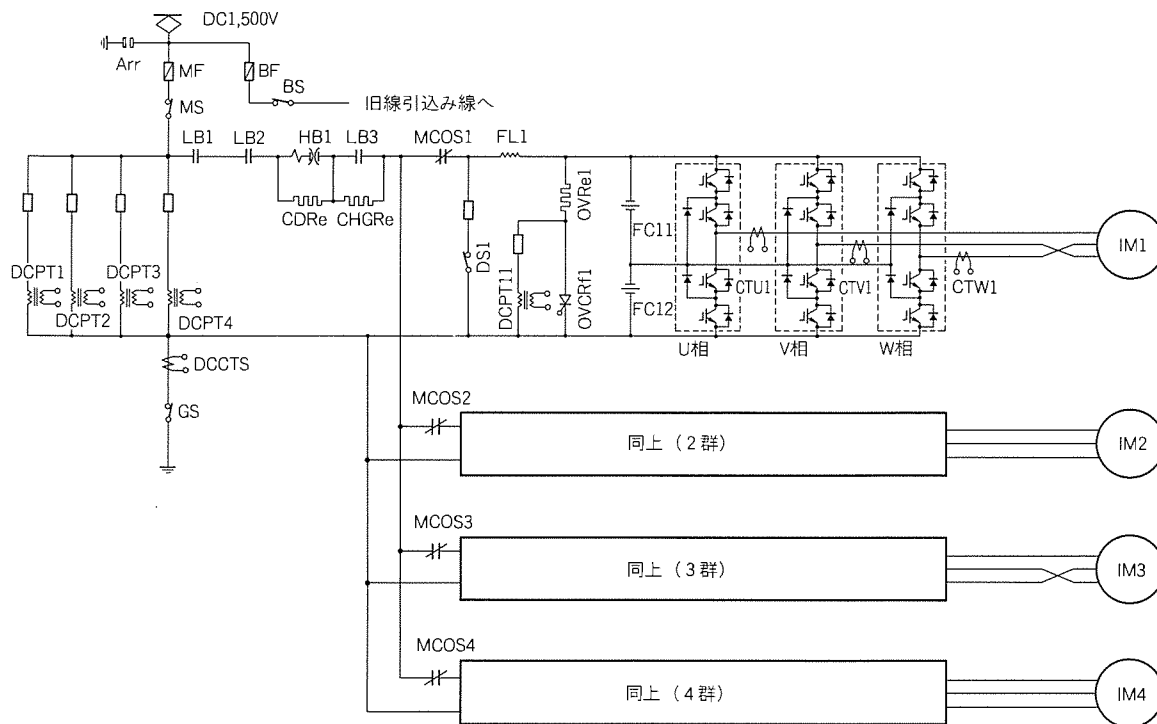 DC1,500V
Arr
MF
BF
BS
旧線引込み線へ
MS
LB1
LB2
HB1
LB3
MCOS1
FL1
CDRe
CHGRe
OVRe1
DS1
DCPT11
OVCRf1
FC11
FC12
DCPT1
DCPT3
DCPT2
DCPT4
CTU1
CTV1
CTW1
IM1
U相
V相
W相
DCCTS
GS
MCOS2
同上（2群）
IM2
MCOS3
同上（3群）
IM3
MCOS4
同上（4群）
IM4